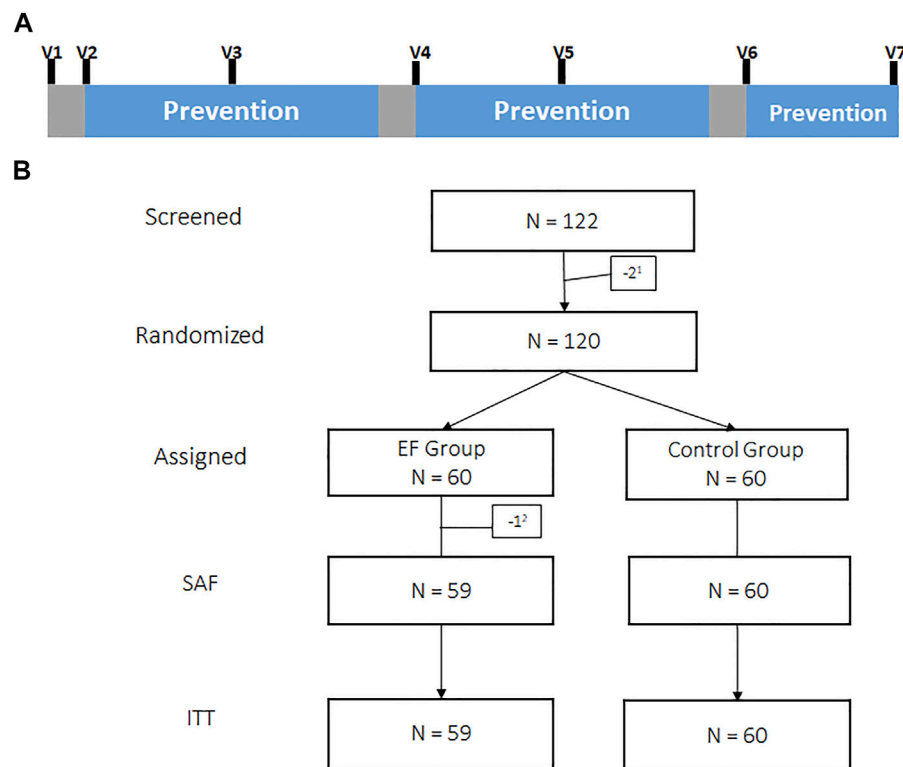 A
V1 V2 V3 V4 V5 V6 V7
Prevention Prevention Prevention
B
Screened
N = 122
-2¹
Randomized
N = 120
Assigned
EF Group
N = 60
Control Group
N = 60
-1²
SAF
N = 59
N = 60
ITT
N = 59
N = 60